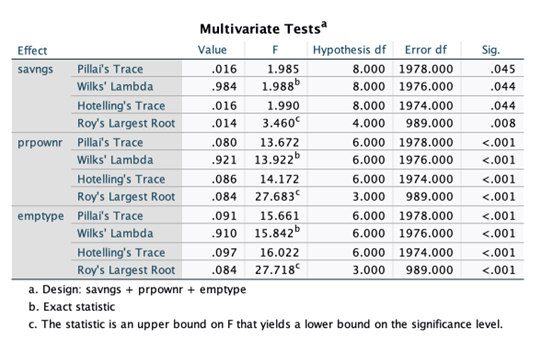 Multivariate Testsᵃ
Effect Value F Hypothesis df Error df Sig.
savngs Pillai's Trace .016 1.985 8.000 1978.000 .045
Wilks' Lambda .984 1.988ᵇ 8.000 1976.000 .044
Hotelling's Trace .016 1.990 8.000 1974.000 .044
Roy's Largest Root .014 3.460ᶜ 4.000 989.000 .008
prpownr Pillai's Trace .080 13.672 6.000 1978.000 <.001
Wilks' Lambda .921 13.922ᵇ 6.000 1976.000 <.001
Hotelling's Trace .086 14.172 6.000 1974.000 <.001
Roy's Largest Root .084 27.683ᶜ 3.000 989.000 <.001
emptype Pillai's Trace .091 15.661 6.000 1978.000 <.001
Wilks' Lambda .910 15.842ᵇ 6.000 1976.000 <.001
Hotelling's Trace .097 16.022 6.000 1974.000 <.001
Roy's Largest Root .084 27.718ᶜ 3.000 989.000 <.001
a. Design: savngs + prpownr + emptype
b. Exact statistic
c. The statistic is an upper bound on F that yields a lower bound on the significance level.